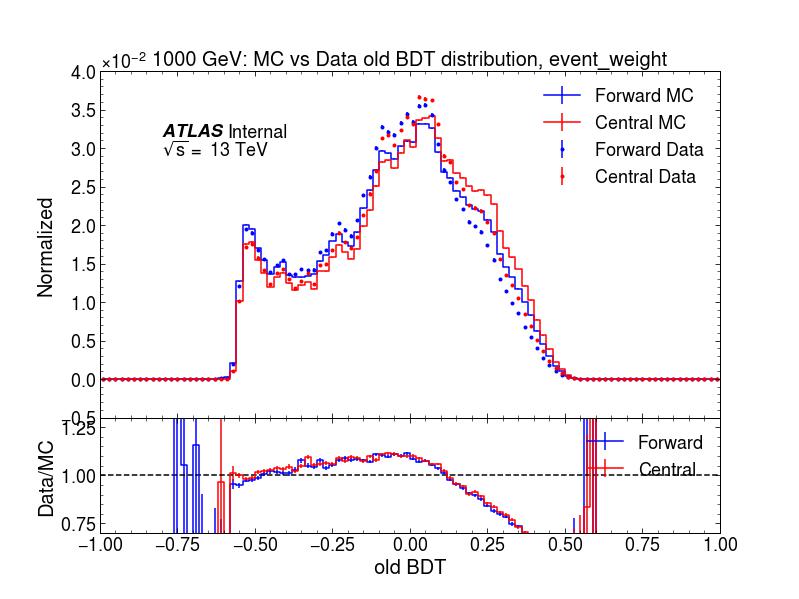 ×10⁻² 1000 GeV: MC vs Data old BDT distribution, event_weight
4.0
3.5
3.0
2.5
2.0
1.5
1.0
0.5
0.0
Normalized
ATLAS Internal
√s = 13 TeV
Forward MC
Central MC
Forward Data
Central Data
−0.5
1.25
1.00
0.75
Data/MC
Forward
Central
−1.00 −0.75 −0.50 −0.25 0.00 0.25 0.50 0.75 1.00
old BDT